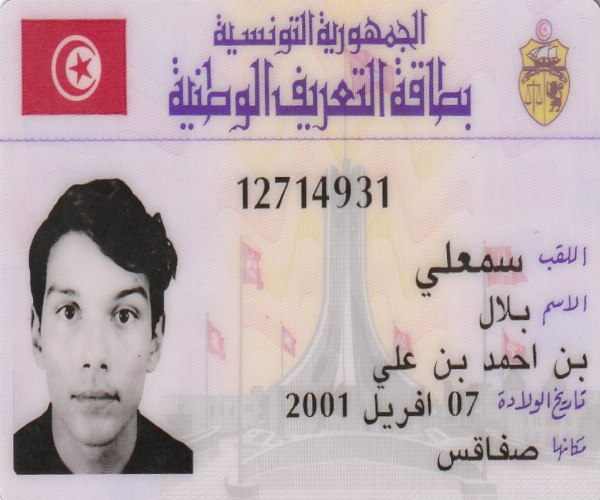 الجمهورية التونسية
بطاقة التعريف الوطنية
12714931
اللقب سمعلي
الاسم بلال
بن احمد بن علي
تاريخ الولادة 07 افريل 2001
مكانها صفاقس